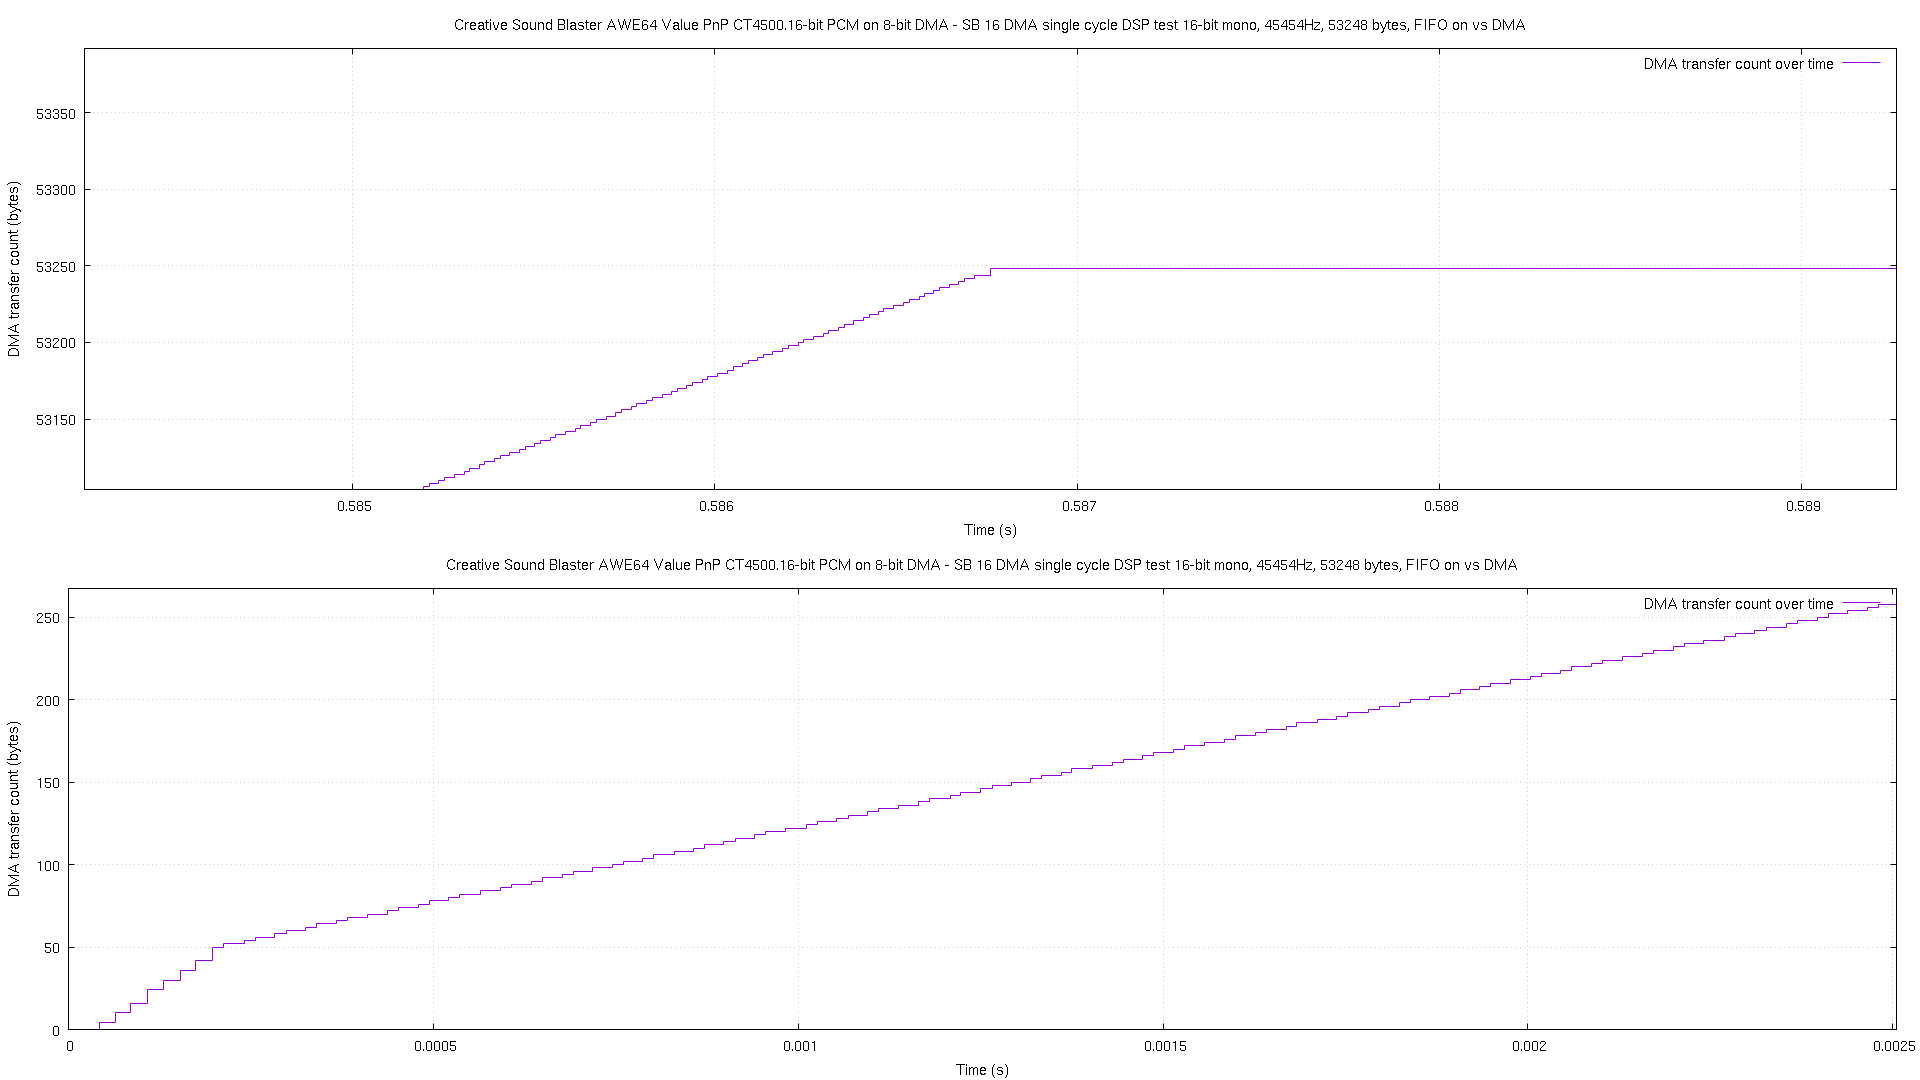 Creative Sound Blaster AWE64 Value PnP CT4500.16-bit PCM on 8-bit DMA - SB 16 DMA single cycle DSP test 16-bit mono, 45454Hz, 53248 bytes, FIFO on vs DMA
DMA transfer count over time
DMA transfer count (bytes)
53350
53300
53250
53200
53150
0.585 0.586 0.587 0.588 0.589
Time (s)
Creative Sound Blaster AWE64 Value PnP CT4500.16-bit PCM on 8-bit DMA - SB 16 DMA single cycle DSP test 16-bit mono, 45454Hz, 53248 bytes, FIFO on vs DMA
DMA transfer count over time
DMA transfer count (bytes)
250
200
150
100
50
0
0 0.0005 0.001 0.0015 0.002 0.0025
Time (s)